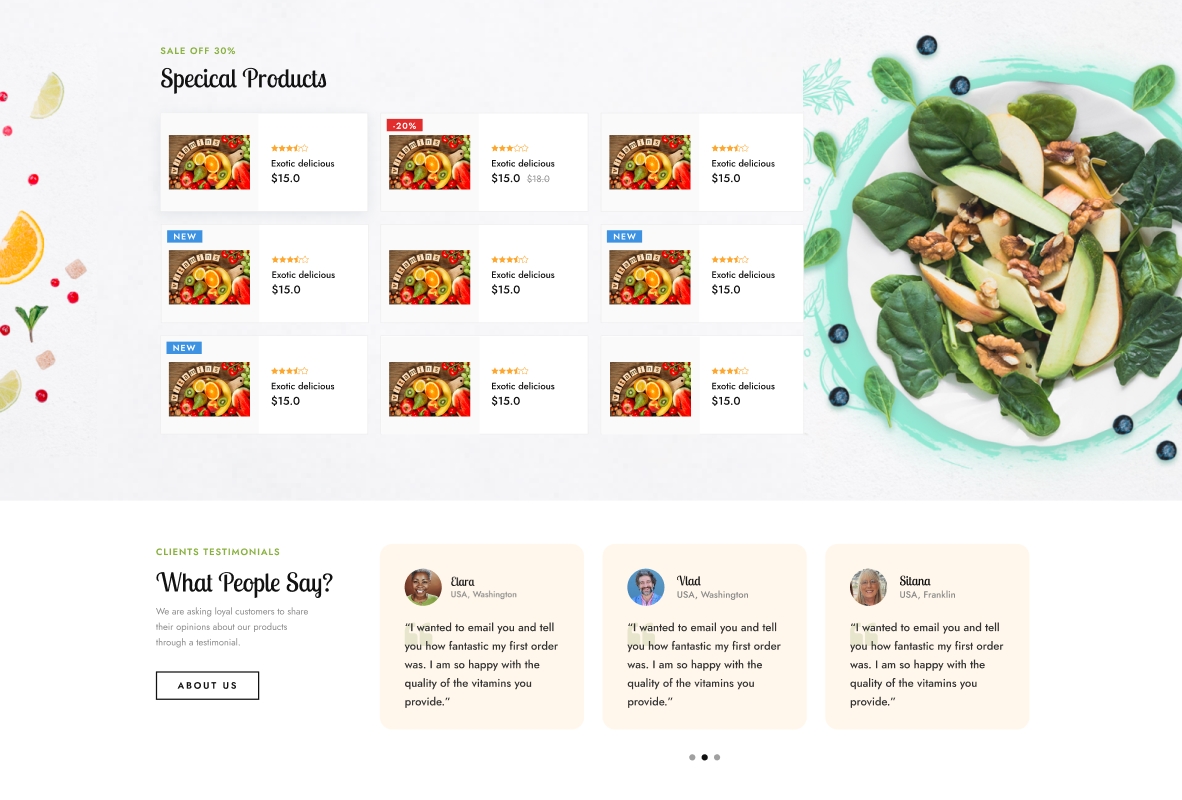 SALE OFF 30%
Specical Products
Exotic delicious
$15.0
-20%
Exotic delicious
$15.0 $18.0
Exotic delicious
$15.0
NEW
Exotic delicious
$15.0
Exotic delicious
$15.0
NEW
Exotic delicious
$15.0
NEW
Exotic delicious
$15.0
Exotic delicious
$15.0
Exotic delicious
$15.0
CLIENTS TESTIMONIALS
What People Say?
We are asking loyal customers to share
their opinions about our products
through a testimonial.
ABOUT US
Elara
USA, Washington
“I wanted to email you and tell
you how fantastic my first order
was. I am so happy with the
quality of the vitamins you
provide.”
Vlad
USA, Washington
“I wanted to email you and tell
you how fantastic my first order
was. I am so happy with the
quality of the vitamins you
provide.”
Sitana
USA, Franklin
“I wanted to email you and tell
you how fantastic my first order
was. I am so happy with the
quality of the vitamins you
provide.”